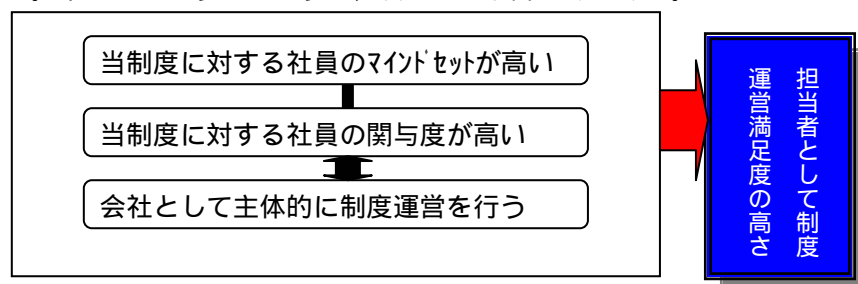 当制度に対する社員のﾏｲﾝﾄﾞｾｯﾄが高い
当制度に対する社員の関与度が高い
会社として主体的に制度運営を行う
担当者として制度
運営満足度の高さ